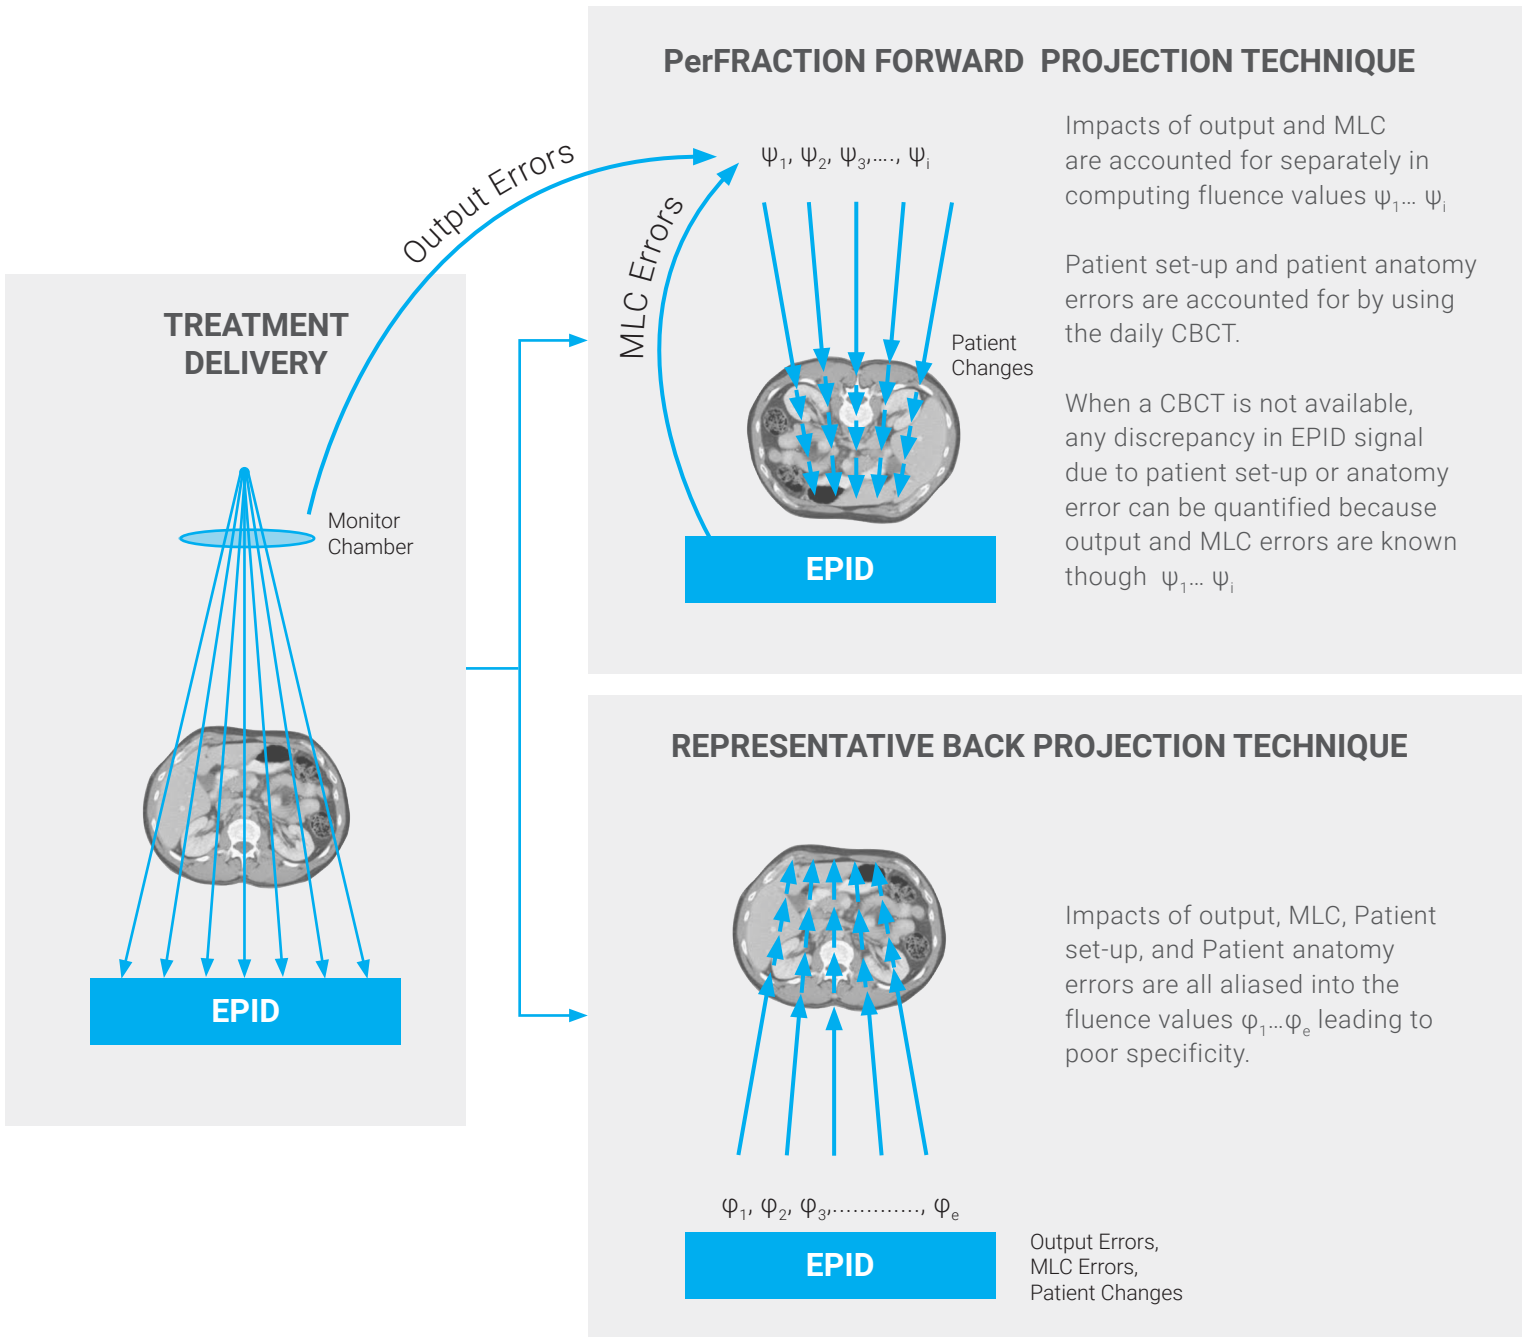 TREATMENT
DELIVERY
Monitor
Chamber
EPID
Output Errors
MLC Errors
PerFRACTION FORWARD PROJECTION TECHNIQUE
ψ₁, ψ₂, ψ₃,...., ψᵢ
Patient
Changes
EPID
Impacts of output and MLC
are accounted for separately in
computing fluence values ψ₁... ψᵢ
Patient set-up and patient anatomy
errors are accounted for by using
the daily CBCT.
When a CBCT is not available,
any discrepancy in EPID signal
due to patient set-up or anatomy
error can be quantified because
output and MLC errors are known
though ψ₁... ψᵢ
REPRESENTATIVE BACK PROJECTION TECHNIQUE
Impacts of output, MLC, Patient
set-up, and Patient anatomy
errors are all aliased into the
fluence values φ₁...φₑ leading to
poor specificity.
φ₁, φ₂, φ₃,............., φₑ
EPID
Output Errors,
MLC Errors,
Patient Changes